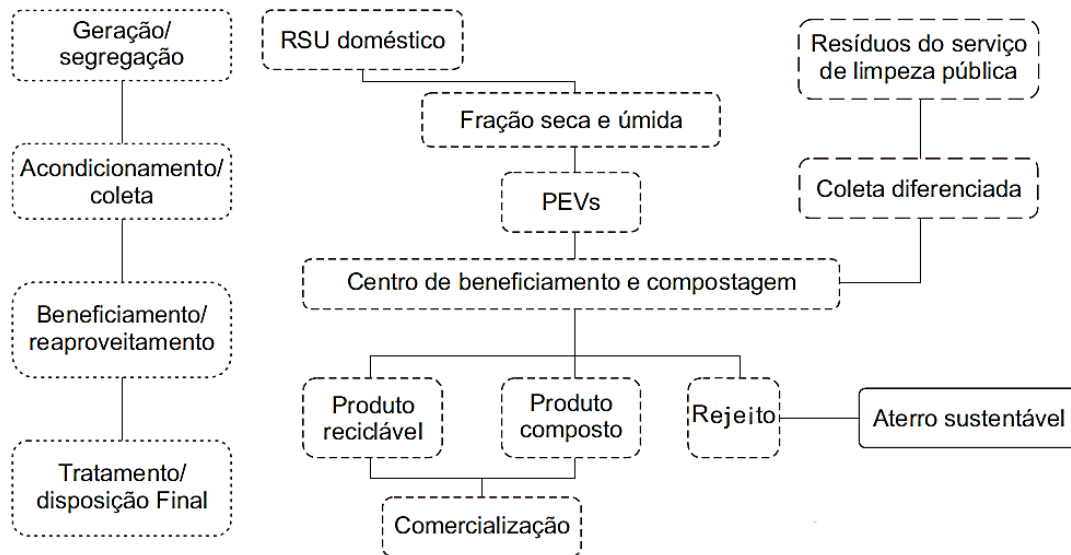 Geração/
segregação
Acondicionamento/
coleta
Beneficiamento/
reaproveitamento
Tratamento/
disposição Final
RSU doméstico
Fração seca e úmida
PEVs
Centro de beneficiamento e compostagem
Produto
reciclável
Produto
composto
Rejeito
Comercialização
Resíduos do serviço
de limpeza pública
Coleta diferenciada
Aterro sustentável